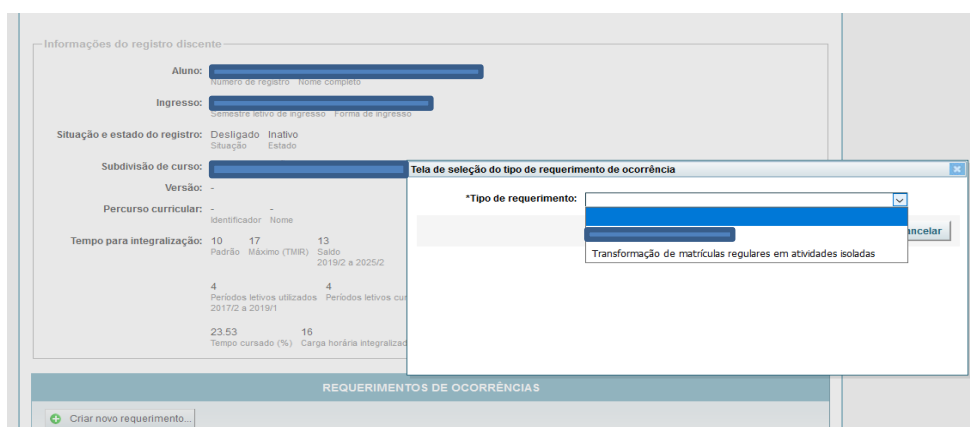 Informações do registro discente
Aluno:
Número de registro Nome completo
Ingresso:
Semestre letivo de ingresso Forma de ingresso
Situação e estado do registro: Desligado Inativo
Situação Estado
Subdivisão de curso:
Versão: -
Percurso curricular: - -
Identificador Nome
Tempo para integralização: 10 17 13
Padrão Máximo (TMIR) Saldo
2019/2 a 2025/2
4 4
Períodos letivos utilizados Períodos letivos cur
2017/2 a 2019/1
23.53 16
Tempo cursado (%) Carga horária integralizad
Tela de seleção do tipo de requerimento de ocorrência
*Tipo de requerimento:
ancelar
Transformação de matrículas regulares em atividades isoladas
REQUERIMENTOS DE OCORRÊNCIAS
Criar novo requerimento...